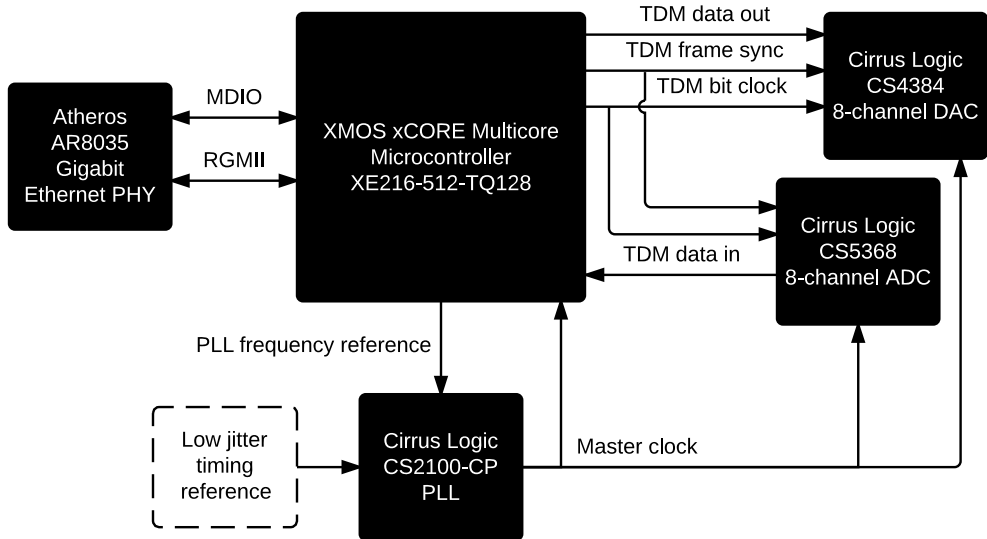 TDM data out
TDM frame sync
TDM bit clock
Cirrus Logic
CS4384
8-channel DAC
Atheros
AR8035
Gigabit
Ethernet PHY
MDIO
RGMII
XMOS xCORE Multicore
Microcontroller
XE216-512-TQ128
Cirrus Logic
CS5368
8-channel ADC
TDM data in
PLL frequency reference
Low jitter
timing
reference
Cirrus Logic
CS2100-CP
PLL
Master clock